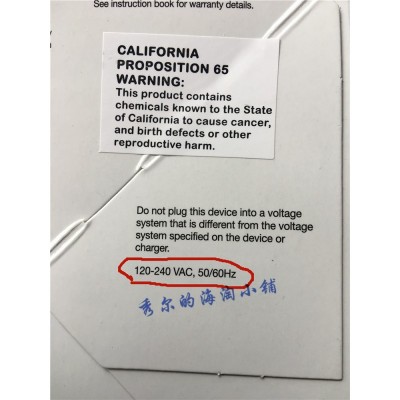 See instruction book for warranty details.
CALIFORNIA
PROPOSITION 65
WARNING:
This product contains
chemicals known to the State
of California to cause cancer,
and birth defects or other
reproductive harm.
Do not plug this device into a voltage
system that is different from the voltage
system specified on the device or
charger.
120-240 VAC, 50/60Hz
秀尔的海淘小铺